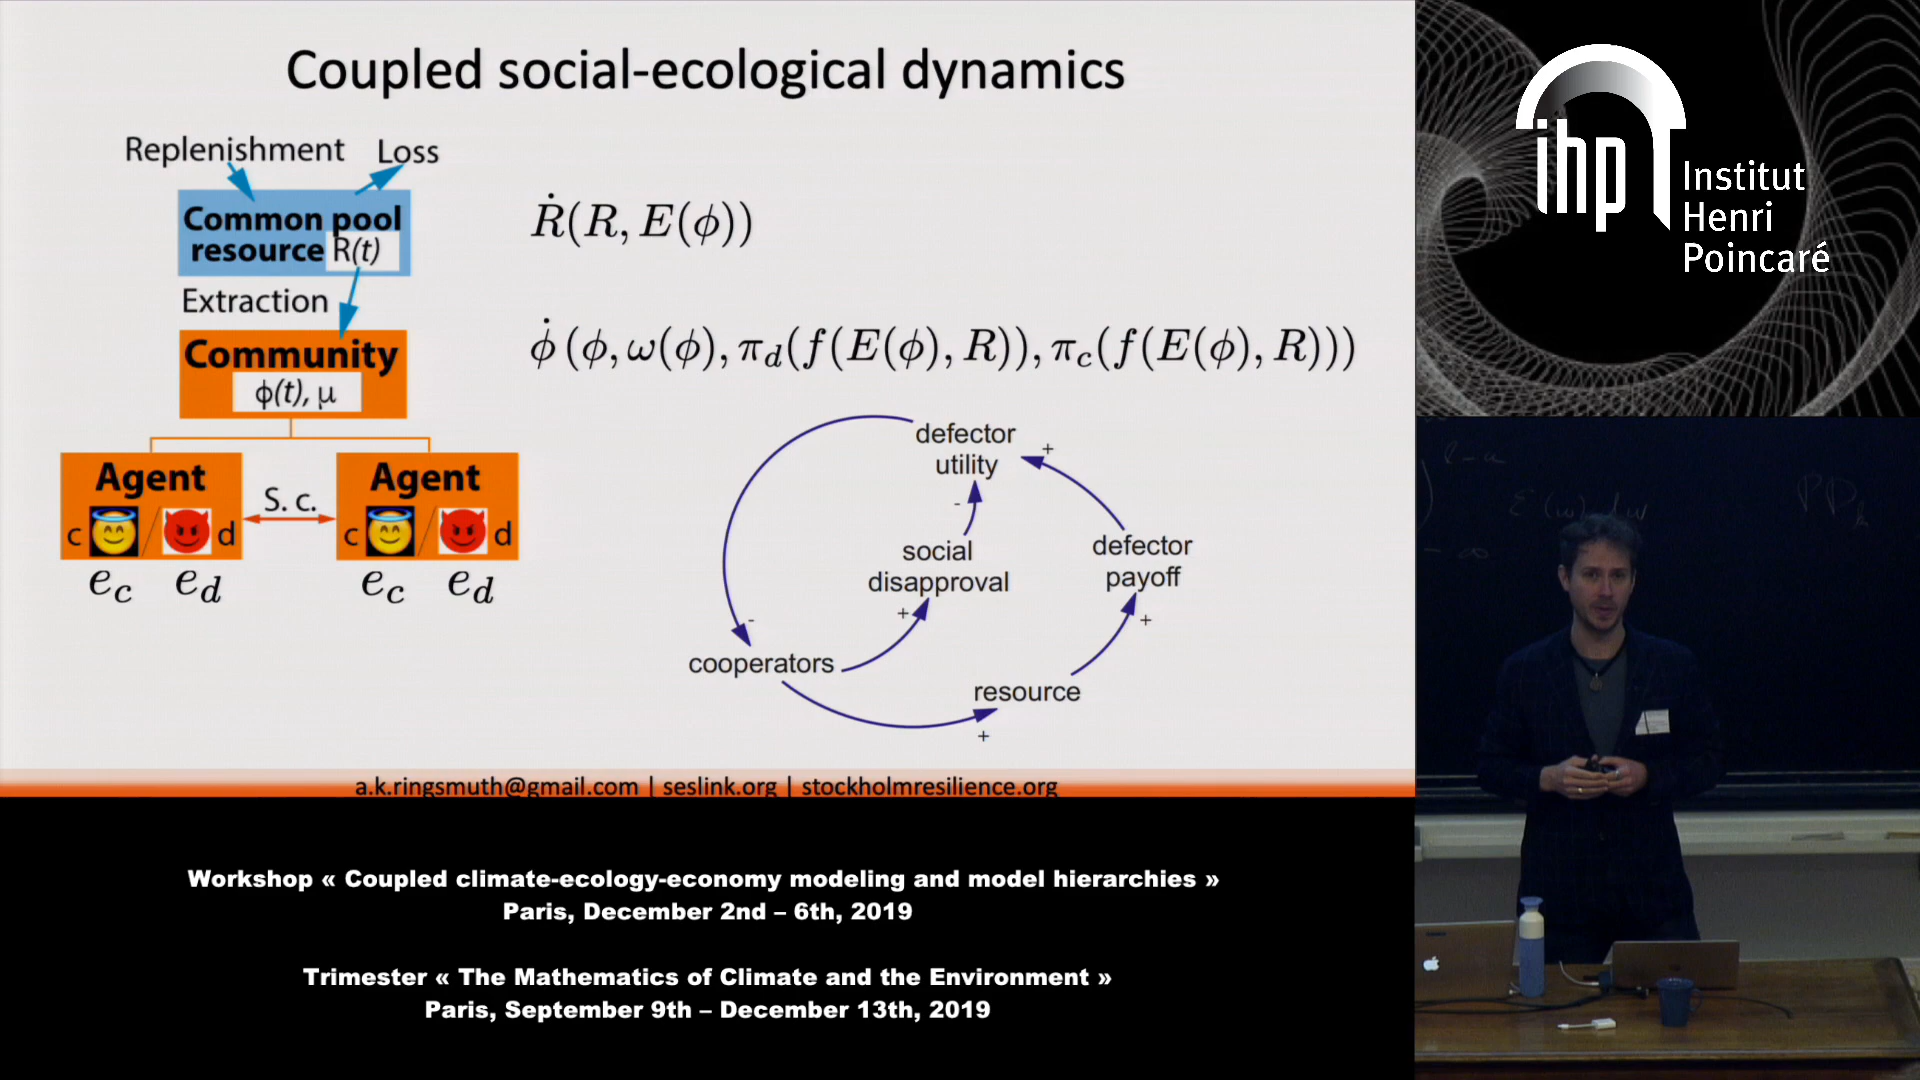 Coupled social-ecological dynamics
Replenishment
Loss
Common pool
resource R(t)
Extraction
Community
ϕ(t), μ
Agent
c / d
S. c.
Agent
c / d
e_c e_d
e_c e_d
Ṙ(R, E(ϕ))
ϕ̇ (ϕ, ω(ϕ), π_d(f(E(ϕ), R)), π_c(f(E(ϕ), R)))
defector
utility
+
-
social
disapproval
defector
payoff
+
+
-
cooperators
resource
+
a.k.ringsmuth@gmail.com | seslink.org | stockholmresilience.org
Workshop « Coupled climate-ecology-economy modeling and model hierarchies »
Paris, December 2nd – 6th, 2019
Trimester « The Mathematics of Climate and the Environment »
Paris, September 9th – December 13th, 2019
ihp
Institut
Henri
Poincaré